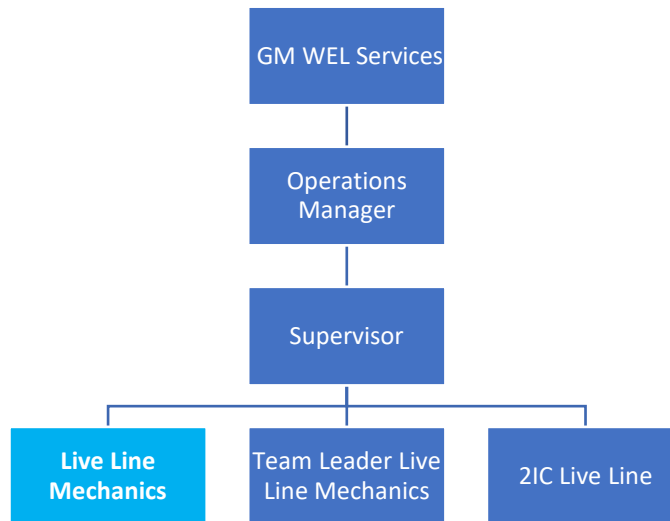 GM WEL Services
Operations
Manager
Supervisor
Live Line
Mechanics
Team Leader Live
Line Mechanics
2IC Live Line